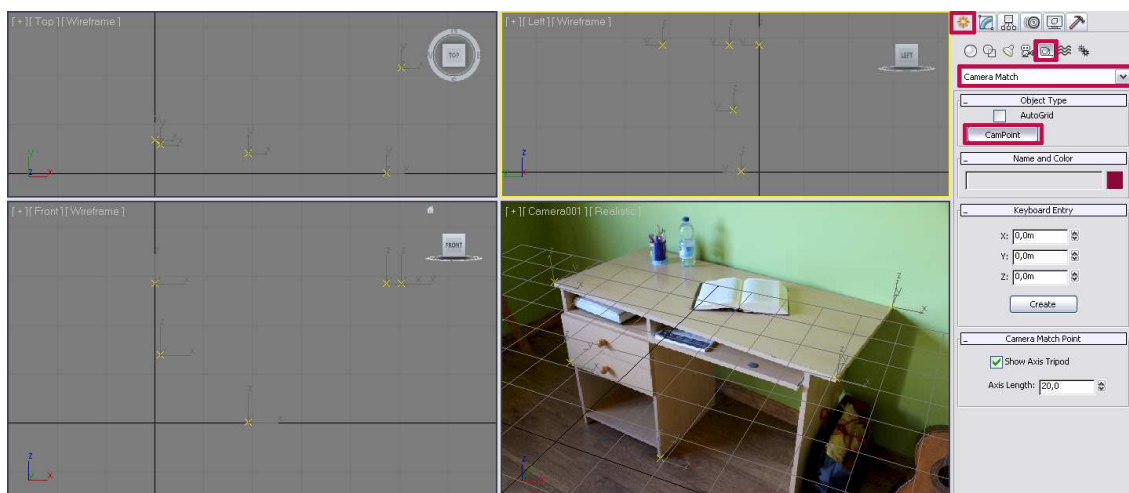 [ + ] [ Top ] [ Wireframe ]
TOP
[ + ] [ Left ] [ Wireframe ]
LEFT
[ + ] [ Front ] [ Wireframe ]
FRONT
[ + ] [ Camera001 ] [ Realistic ]
Camera Match
Object Type
AutoGrid
CamPoint
Name and Color
Keyboard Entry
X: 0,0m
Y: 0,0m
Z: 0,0m
Create
Camera Match Point
Show Axis Tripod
Axis Length: 20,0